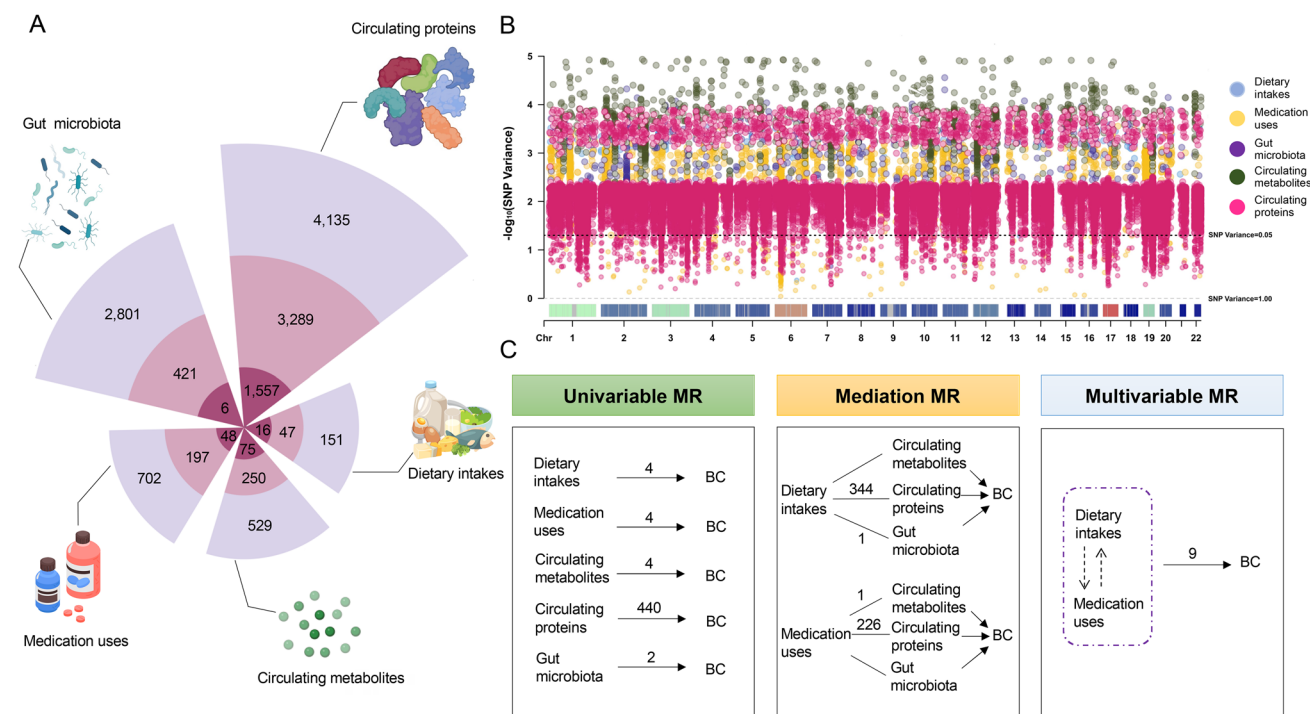 A
Circulating proteins
Gut microbiota
4,135
3,289
1,557
2,801
421
6
16
47
151
Dietary intakes
48
197
702
Medication uses
75
250
529
Circulating metabolites
B
-log₁₀(SNP Variance)
5
4
3
2
1
0
SNP Variance=0.05
SNP Variance=1.00
Chr 1 2 3 4 5 6 7 8 9 10 11 12 13 14 15 16 17 18 19 20 22
Dietary
intakes
Medication
uses
Gut
microbiota
Circulating
metabolites
Circulating
proteins
C
Univariable MR
Dietary
intakes
4
BC
Medication
uses
4
BC
Circulating
metabolites
4
BC
Circulating
proteins
440
BC
Gut
microbiota
2
BC
Mediation MR
Dietary
intakes
Circulating
metabolites
344
Circulating
proteins
BC
1
Gut
microbiota
Medication
uses
1
Circulating
metabolites
226
Circulating
proteins
BC
Gut
microbiota
Multivariable MR
Dietary
intakes
Medication
uses
9
BC